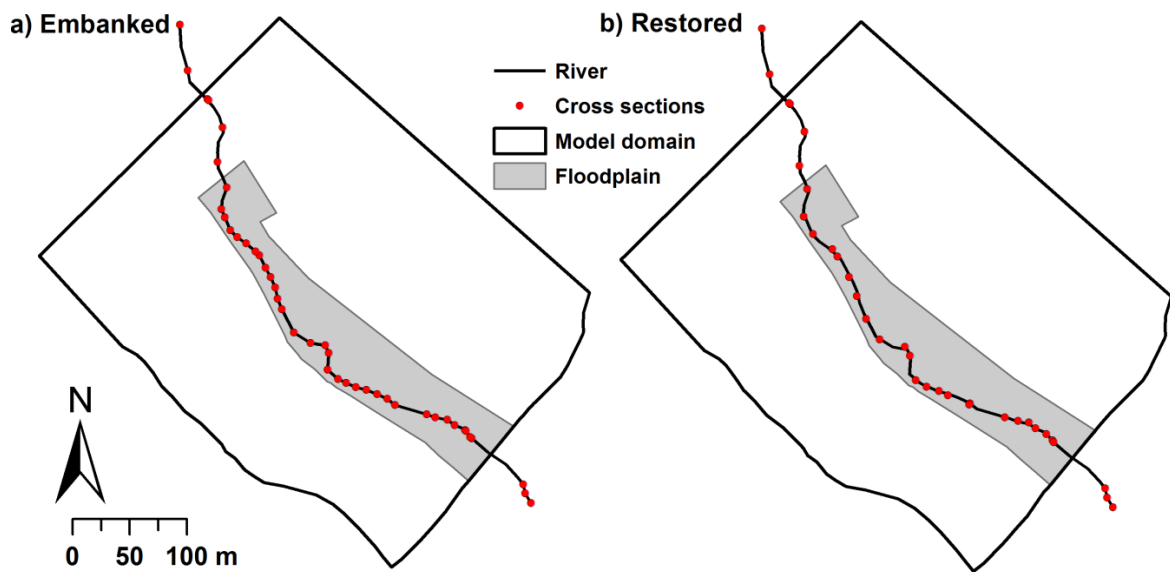 a) Embanked
b) Restored
River
Cross sections
Model domain
Floodplain
N
0 50 100 m